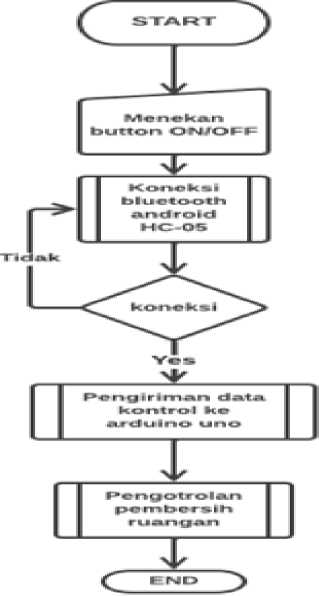 START
Menekan
button ON/OFF
Koneksi
bluetooth
android
HC-05
Tidak
koneksi
Yes
Pengiriman data
kontrol ke
arduino uno
Pengotrolan
pembersih
ruangan
END